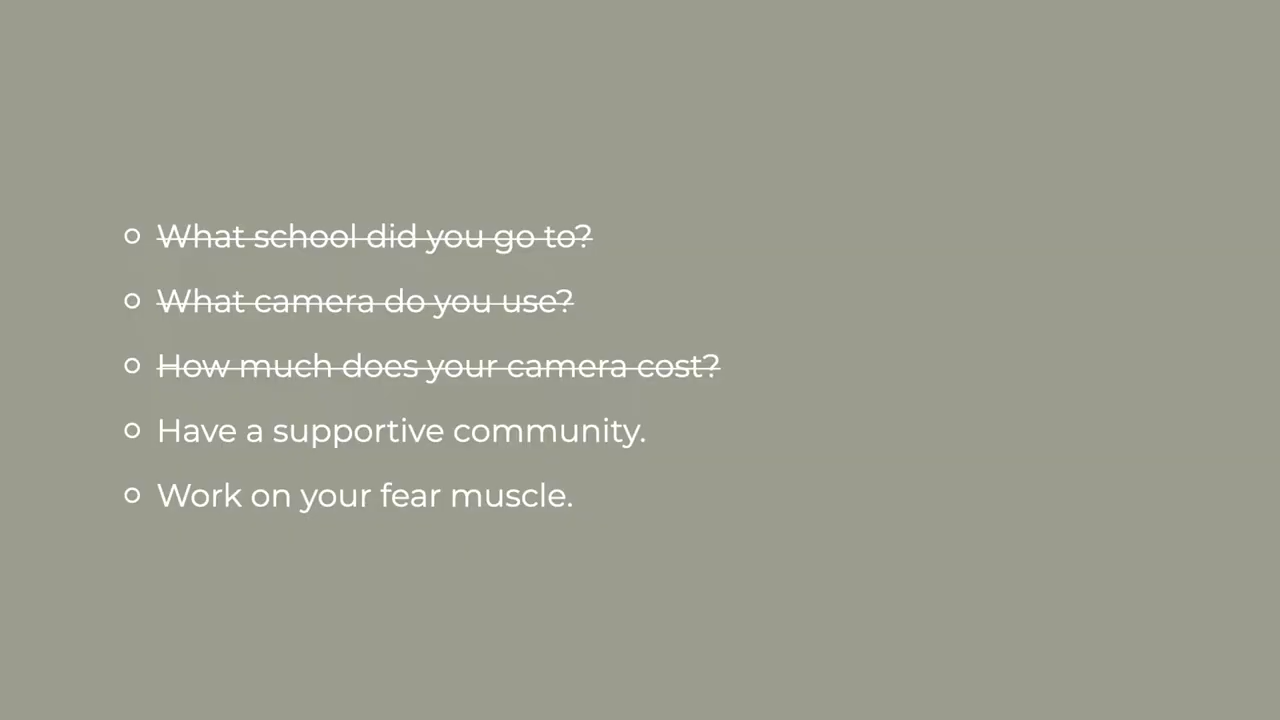 What school did you go to?
What camera do you use?
How much does your camera cost?
Have a supportive community.
Work on your fear muscle.